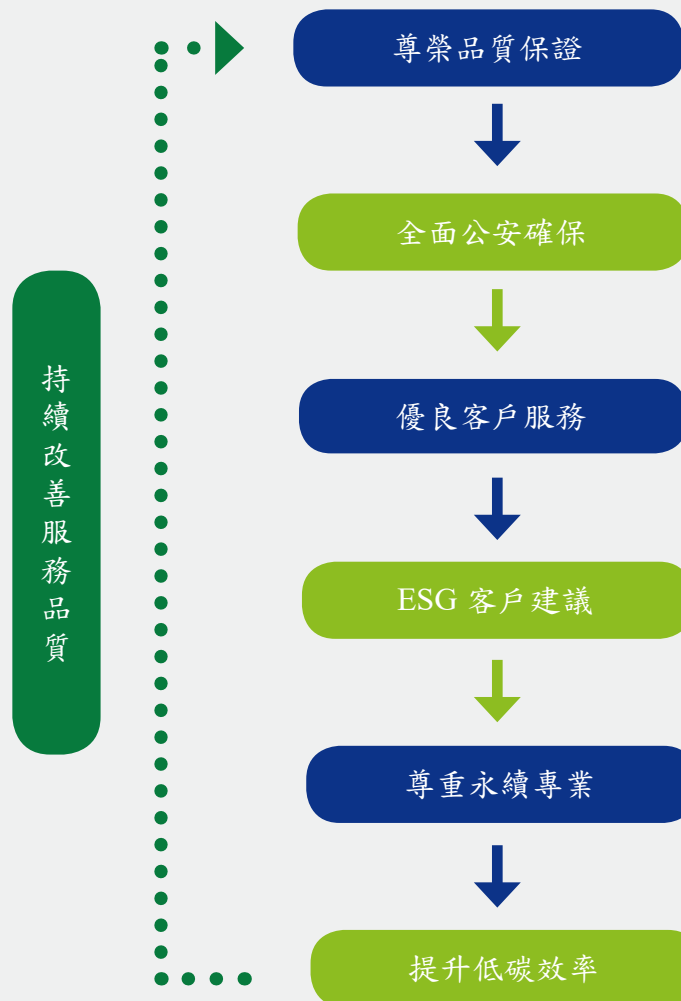 持續改善服務品質
尊榮品質保證
全面公安確保
優良客戶服務
ESG 客戶建議
尊重永續專業
提升低碳效率